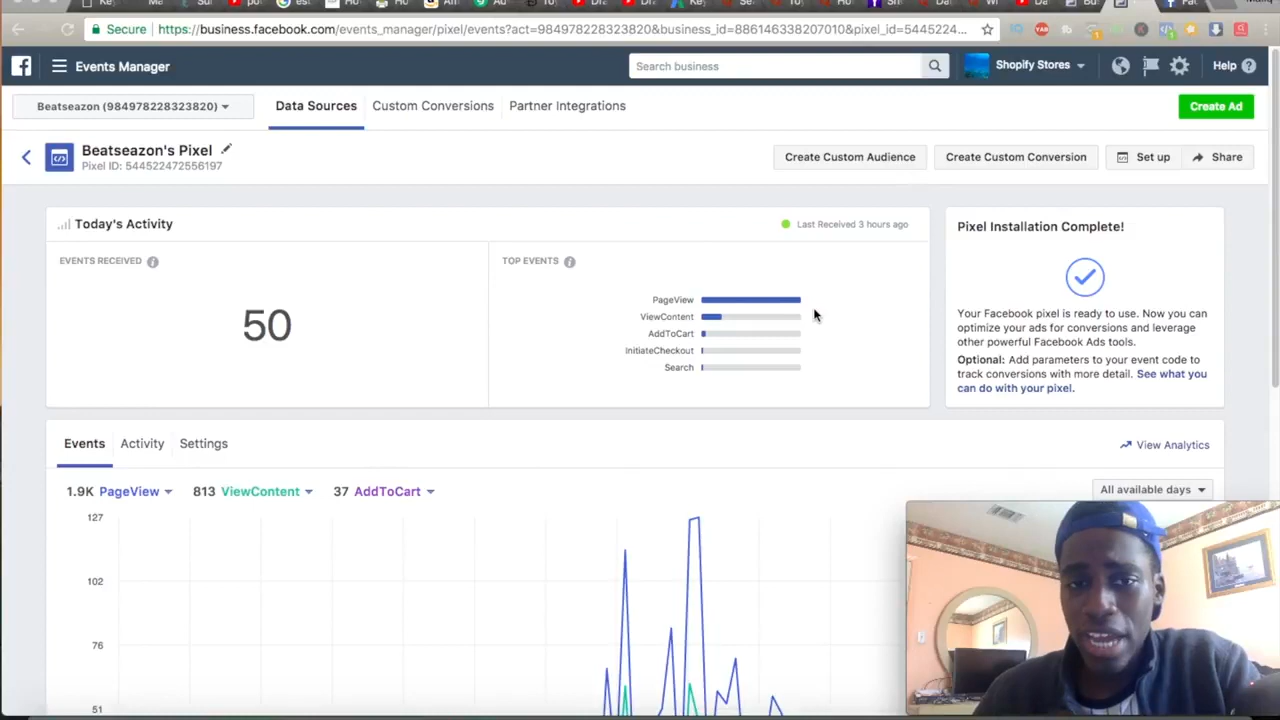 Secure https://business.facebook.com/events_manager/pixel/events?act=984978228323820&business_id=886146338207010&pixel_id=5445224...
Events Manager
Search business
Shopify Stores
Help
Beatseazon (984978228323820)
Data Sources
Custom Conversions
Partner Integrations
Create Ad
Beatseazon's Pixel
Pixel ID: 544522472556197
Create Custom Audience
Create Custom Conversion
Set up
Share
Today's Activity
Last Received 3 hours ago
EVENTS RECEIVED
50
TOP EVENTS
PageView
ViewContent
AddToCart
InitiateCheckout
Search
Pixel Installation Complete!
Your Facebook pixel is ready to use. Now you can
optimize your ads for conversions and leverage
other powerful Facebook Ads tools.
Optional: Add parameters to your event code to
track conversions with more detail. See what you
can do with your pixel.
Events
Activity
Settings
View Analytics
1.9K PageView
813 ViewContent
37 AddToCart
All available days
127
102
76
51